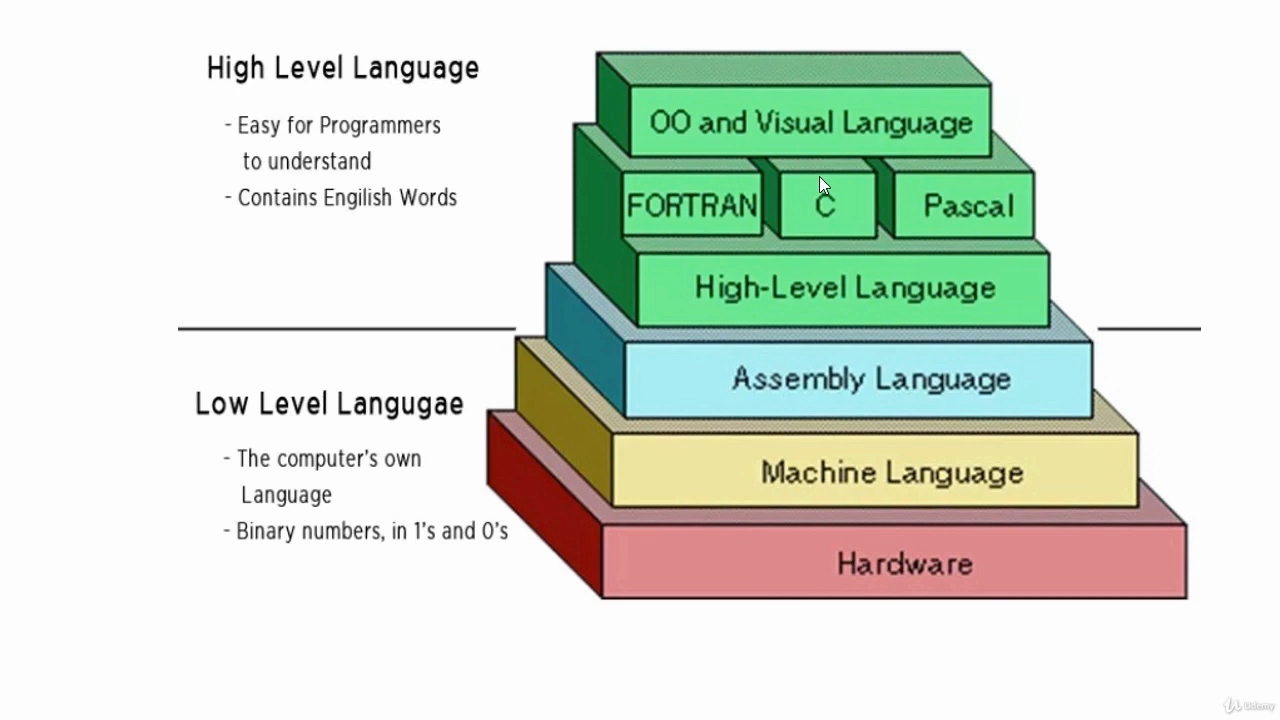 High Level Language
- Easy for Programmers
to understand
- Contains Engilish Words
OO and Visual Language
FORTRAN
C
Pascal
High-Level Language
Assembly Language
Low Level Langugae
- The computer's own
Language
- Binary numbers, in 1's and 0's
Machine Language
Hardware
Udemy